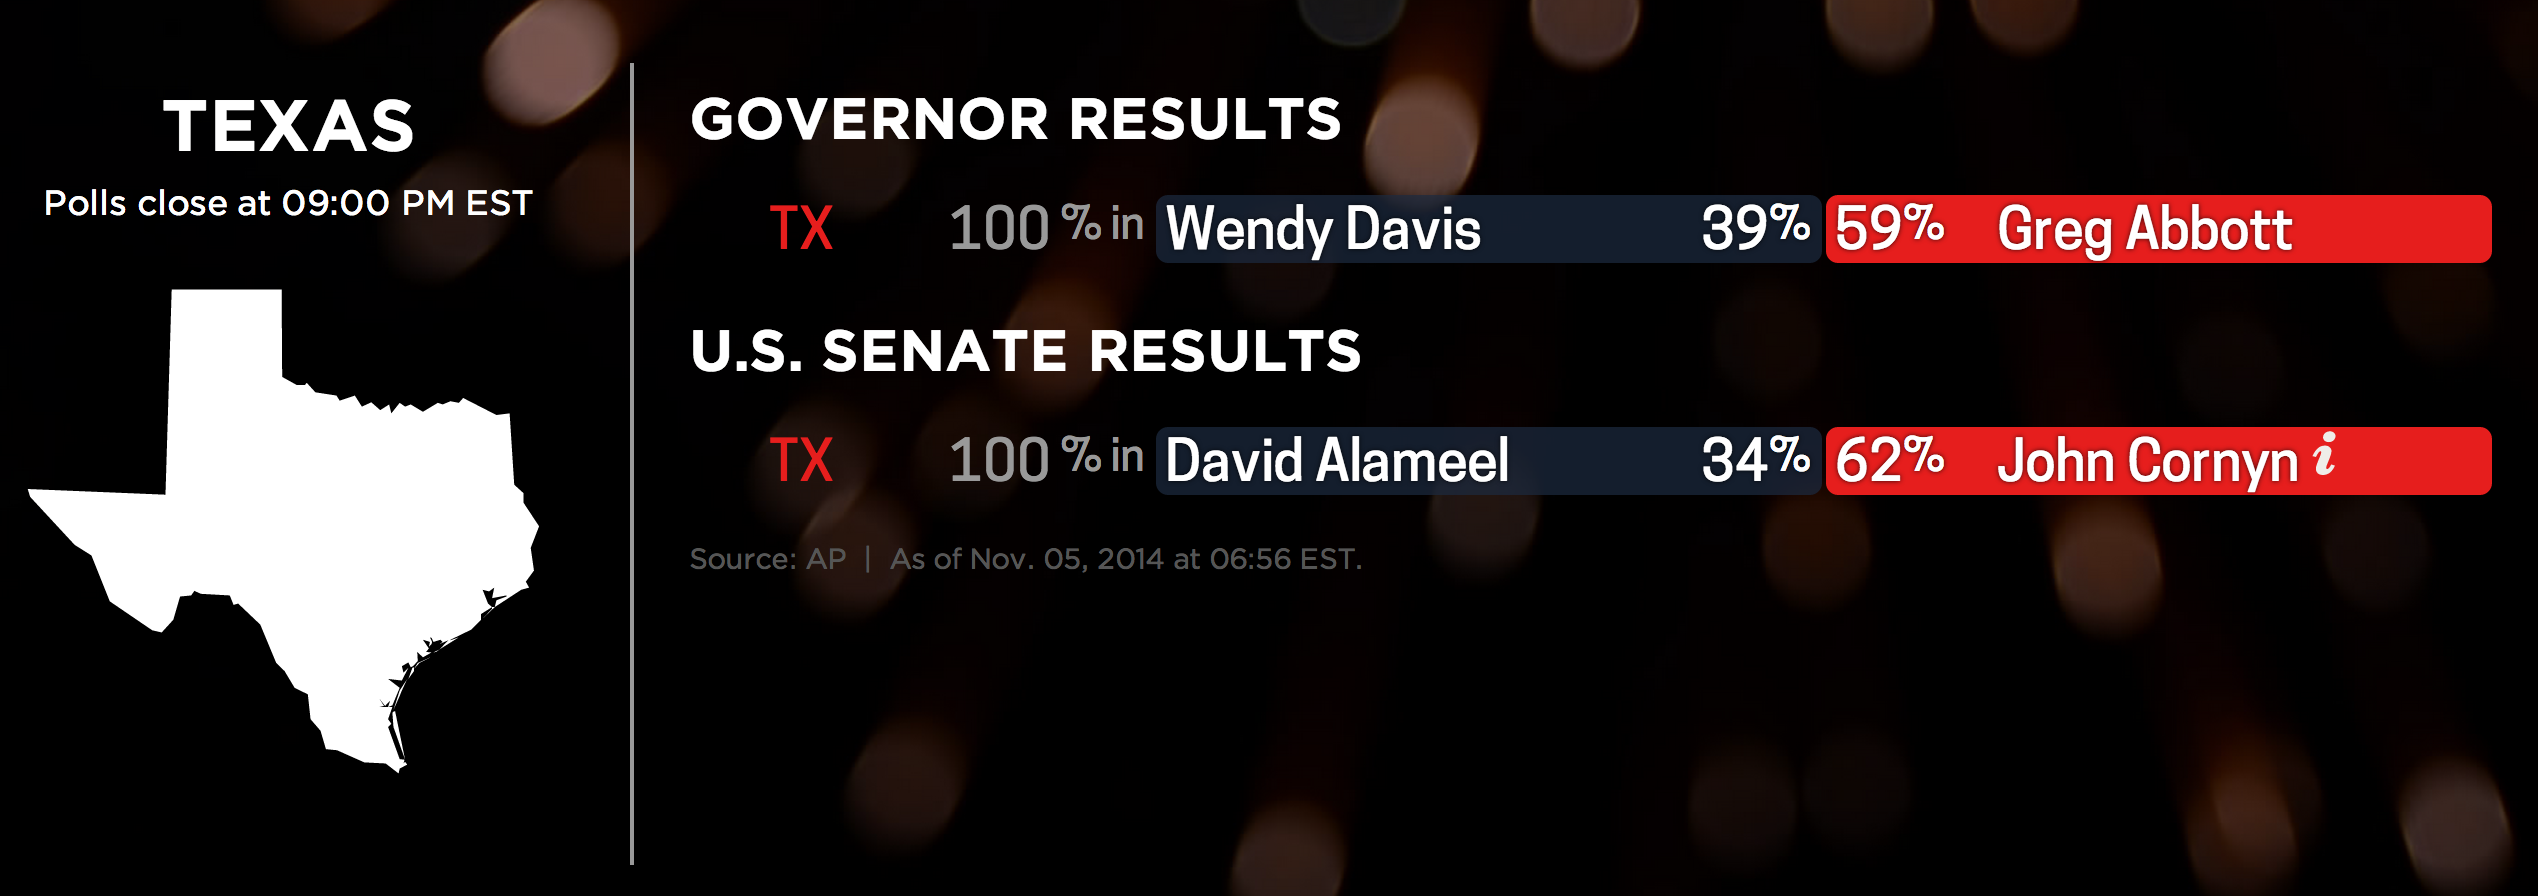 TEXAS
Polls close at 09:00 PM EST
GOVERNOR RESULTS
TX 100 % in Wendy Davis 39% 59% Greg Abbott
U.S. SENATE RESULTS
TX 100 % in David Alameel 34% 62% John Cornyn i
Source: AP | As of Nov. 05, 2014 at 06:56 EST.